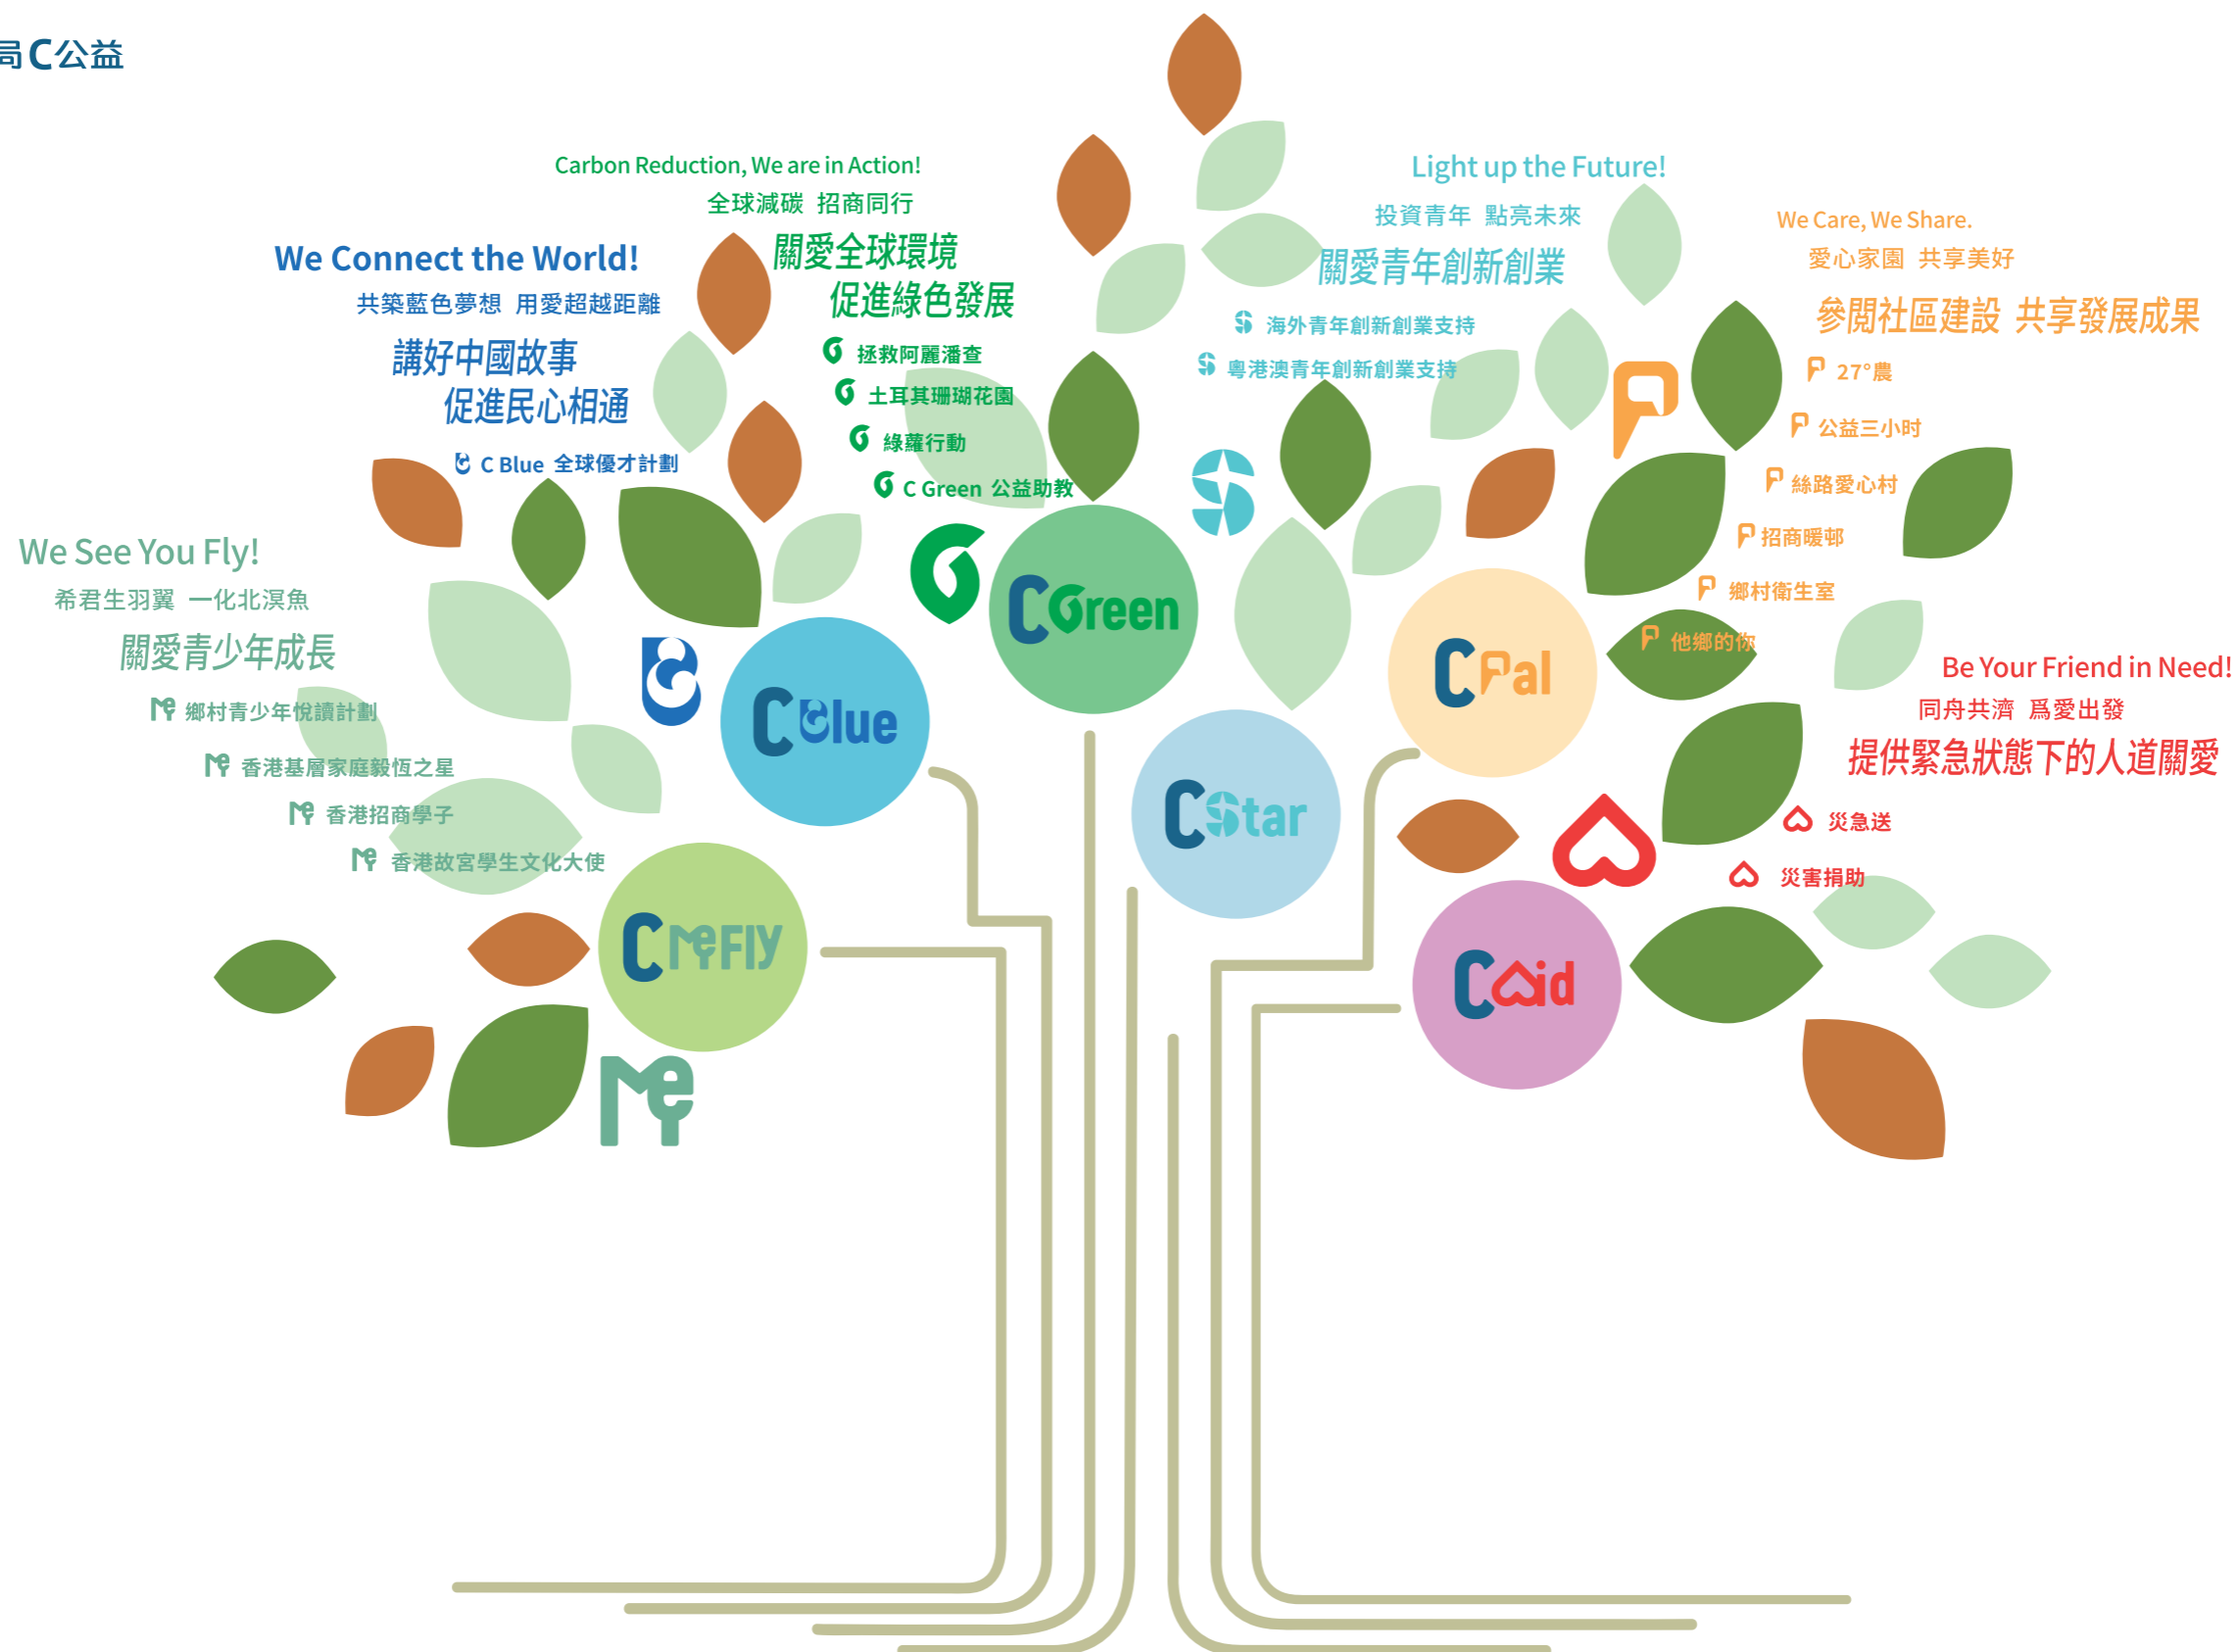 局C公益
Carbon Reduction, We are in Action!
全球減碳 招商同行
關愛全球環境
促進綠色發展
拯救阿麗潘查
土耳其珊瑚花園
綠蘿行動
C Green 公益助教
Light up the Future!
投資青年 點亮未來
關愛青年創新創業
海外青年創新創業支持
粵港澳青年創新創業支持
We Care, We Share.
愛心家園 共享美好
參閱社區建設 共享發展成果
27°農
公益三小时
絲路愛心村
招商暖邨
鄉村衛生室
他鄉的你
We Connect the World!
共築藍色夢想 用愛超越距離
講好中國故事
促進民心相通
C Blue 全球優才計劃
We See You Fly!
希君生羽翼 一化北溟魚
關愛青少年成長
鄉村青少年悅讀計劃
香港基層家庭毅恆之星
香港招商學子
香港故宮學生文化大使
Be Your Friend in Need!
同舟共濟 爲愛出發
提供緊急狀態下的人道關愛
災急送
災害捐助
C Green
C Blue
C Pal
C Star
C Me Fly
C Aid
Me